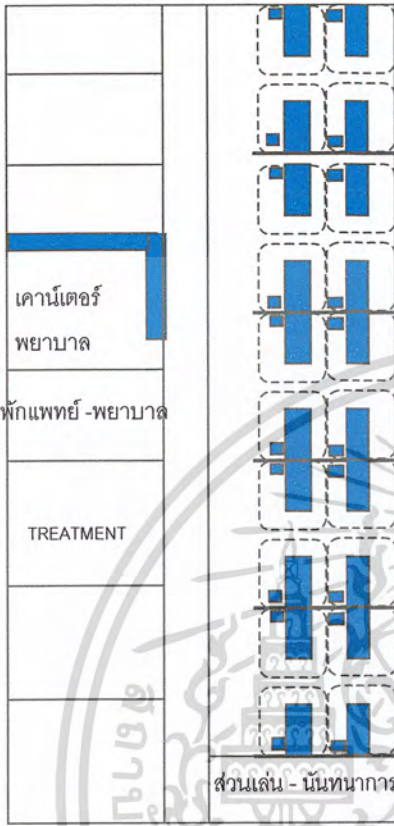 เคาน์เตอร์
พยาบาล
พักแพทย์ -พยาบาล
TREATMENT
ส่วนเล่น - นันทนาการ